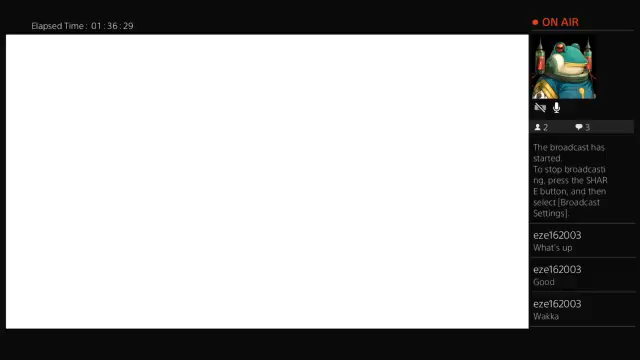 Elapsed Time : 01 : 36 : 29
ON AIR
2
3
The broadcast has
started.
To stop broadcasti
ng, press the SHAR
E button, and then
select [Broadcast
Settings].
eze162003
What's up
eze162003
Good
eze162003
Wakka